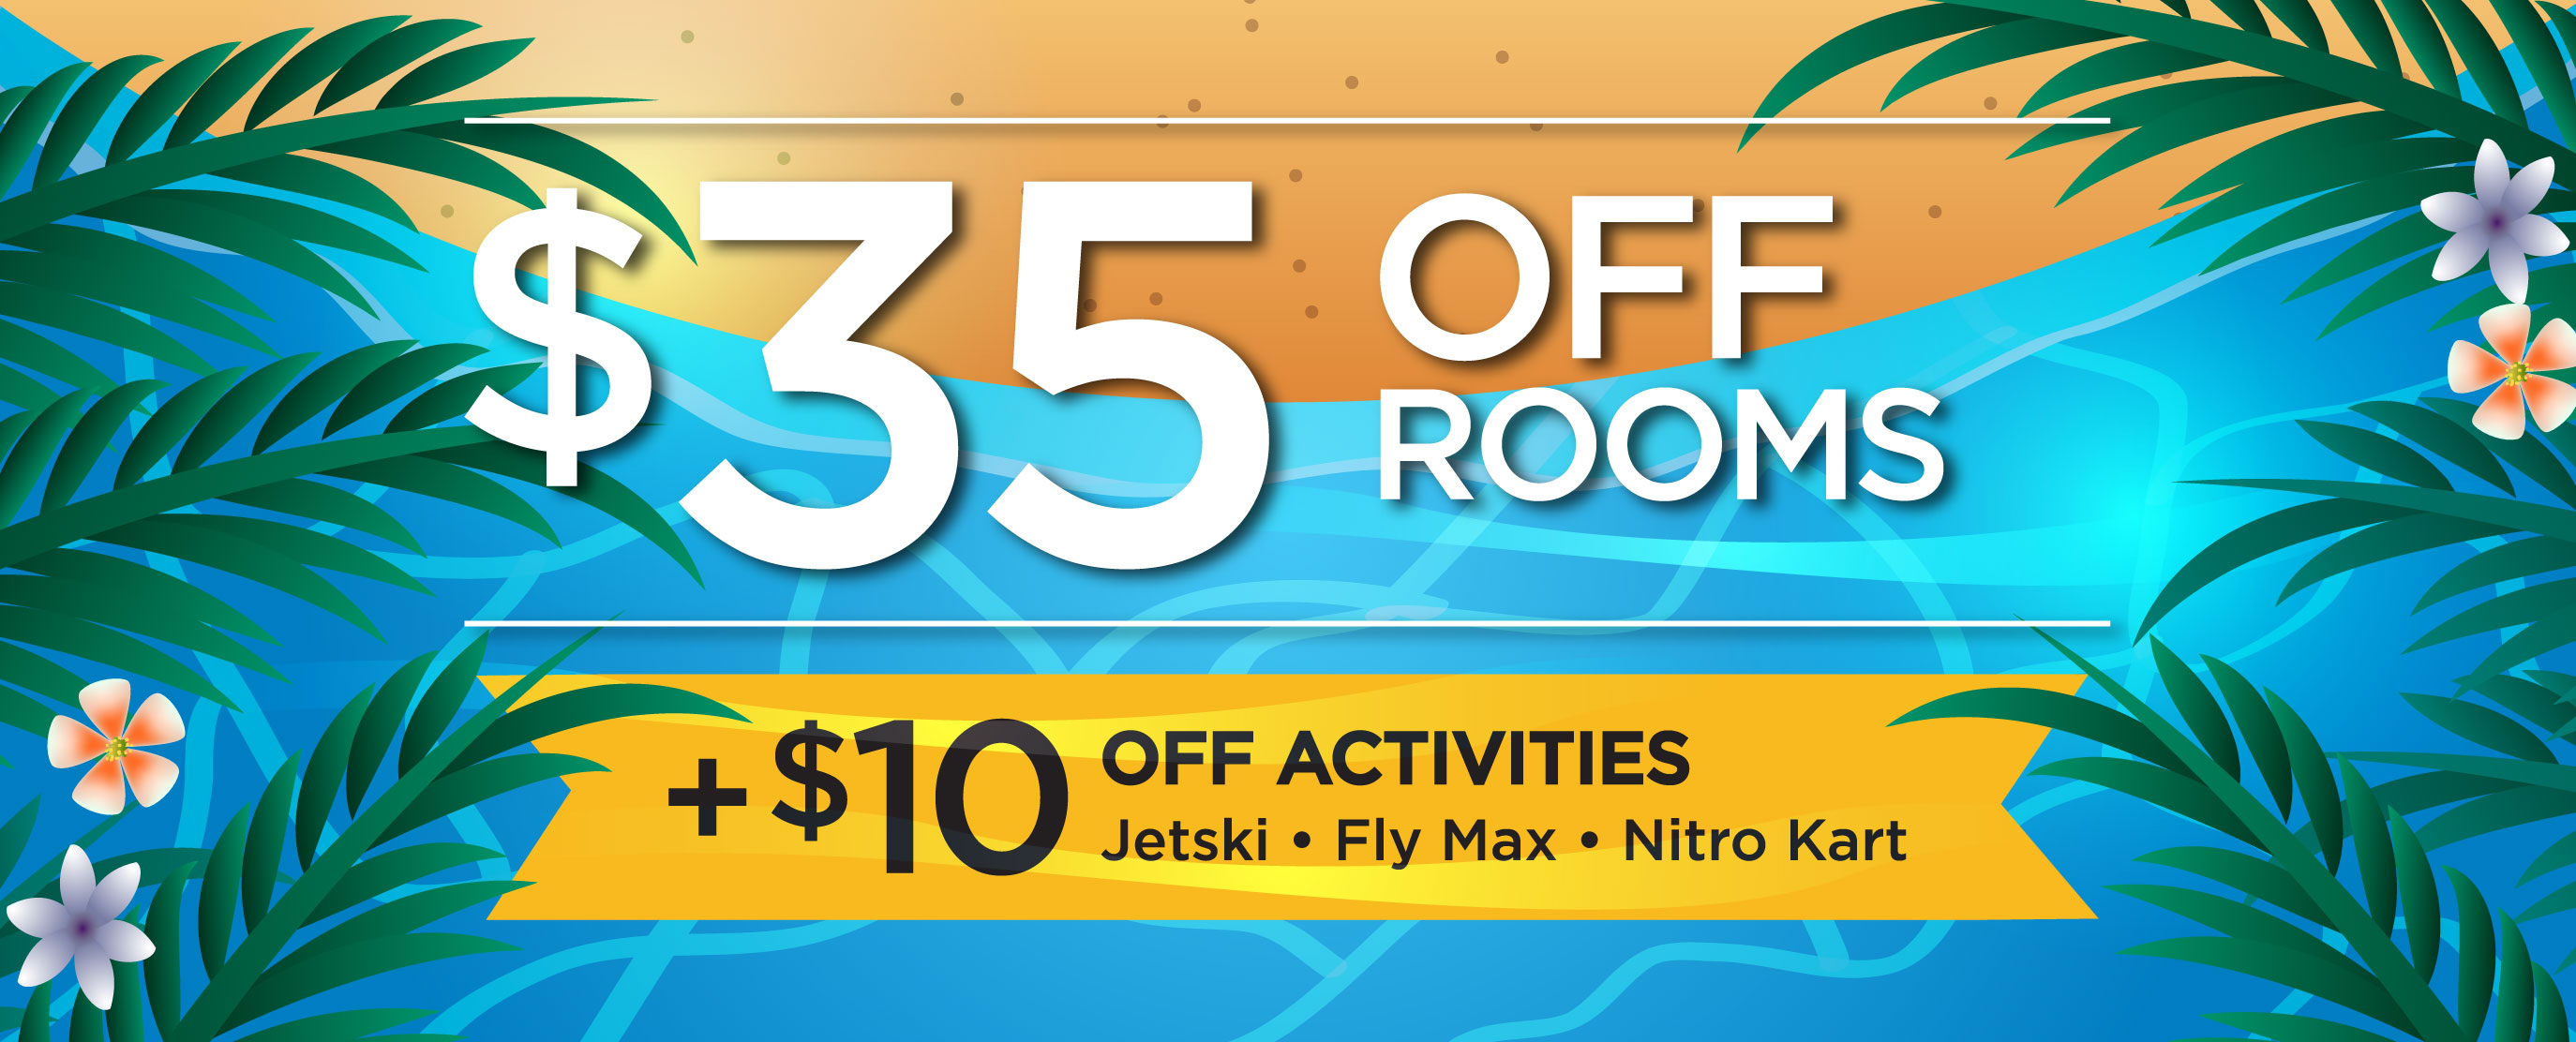 $35 OFF
ROOMS
+ $10 OFF ACTIVITIES
Jetski • Fly Max • Nitro Kart